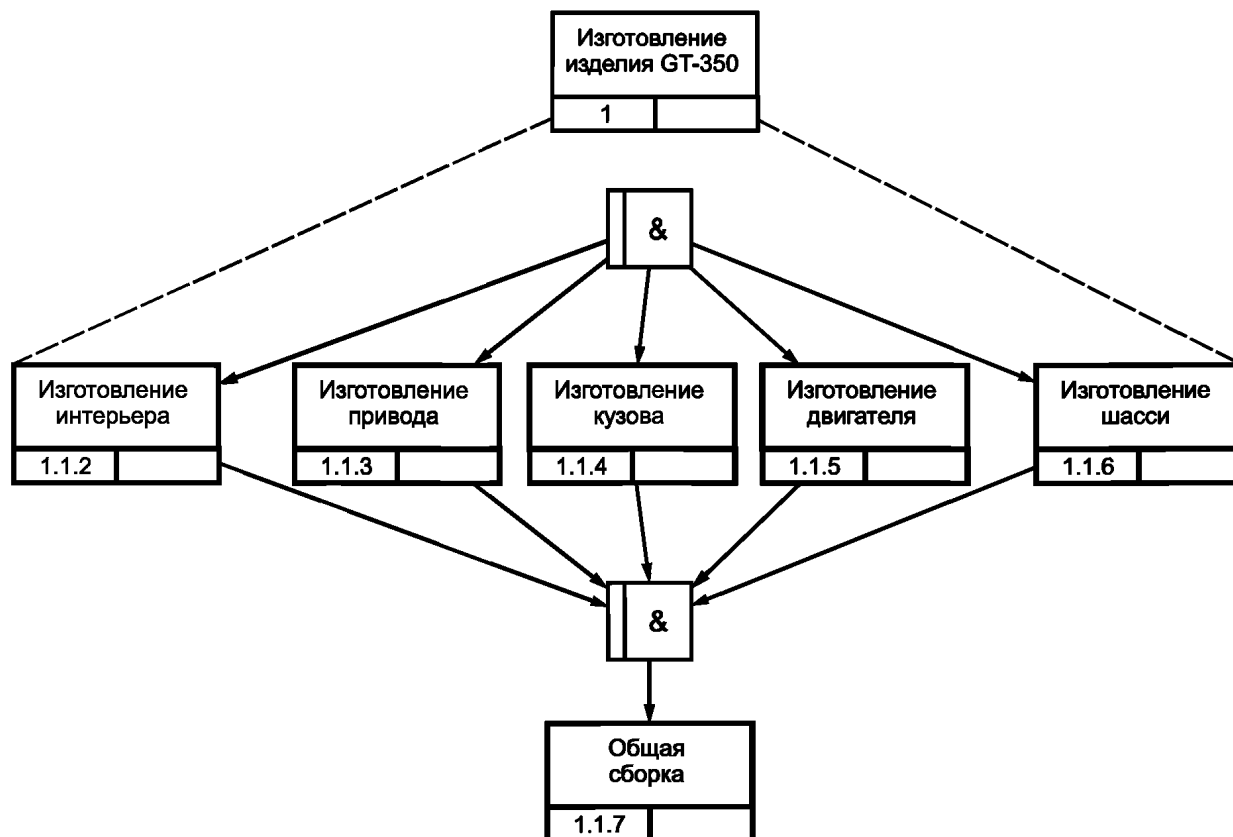 Изготовление
изделия GT-350
1
&
Изготовление
интерьера
1.1.2
Изготовление
привода
1.1.3
Изготовление
кузова
1.1.4
Изготовление
двигателя
1.1.5
Изготовление
шасси
1.1.6
&
Общая
сборка
1.1.7